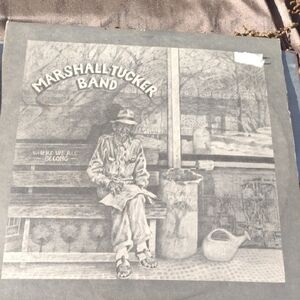 MARSHALL TUCKER
BAND
WHERE WE ALL
BELONG